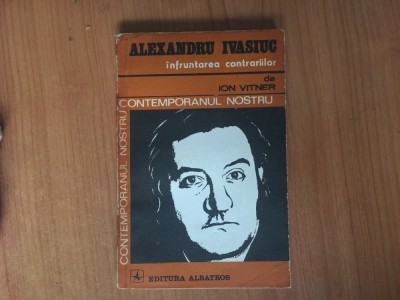 ALEXANDRU IVASIUC
înfruntarea contrariilor
de
ION VITNER
CONTEMPORANUL NOSTRU
CONTEMPORANUL NOSTRU
EDITURA ALBATROS